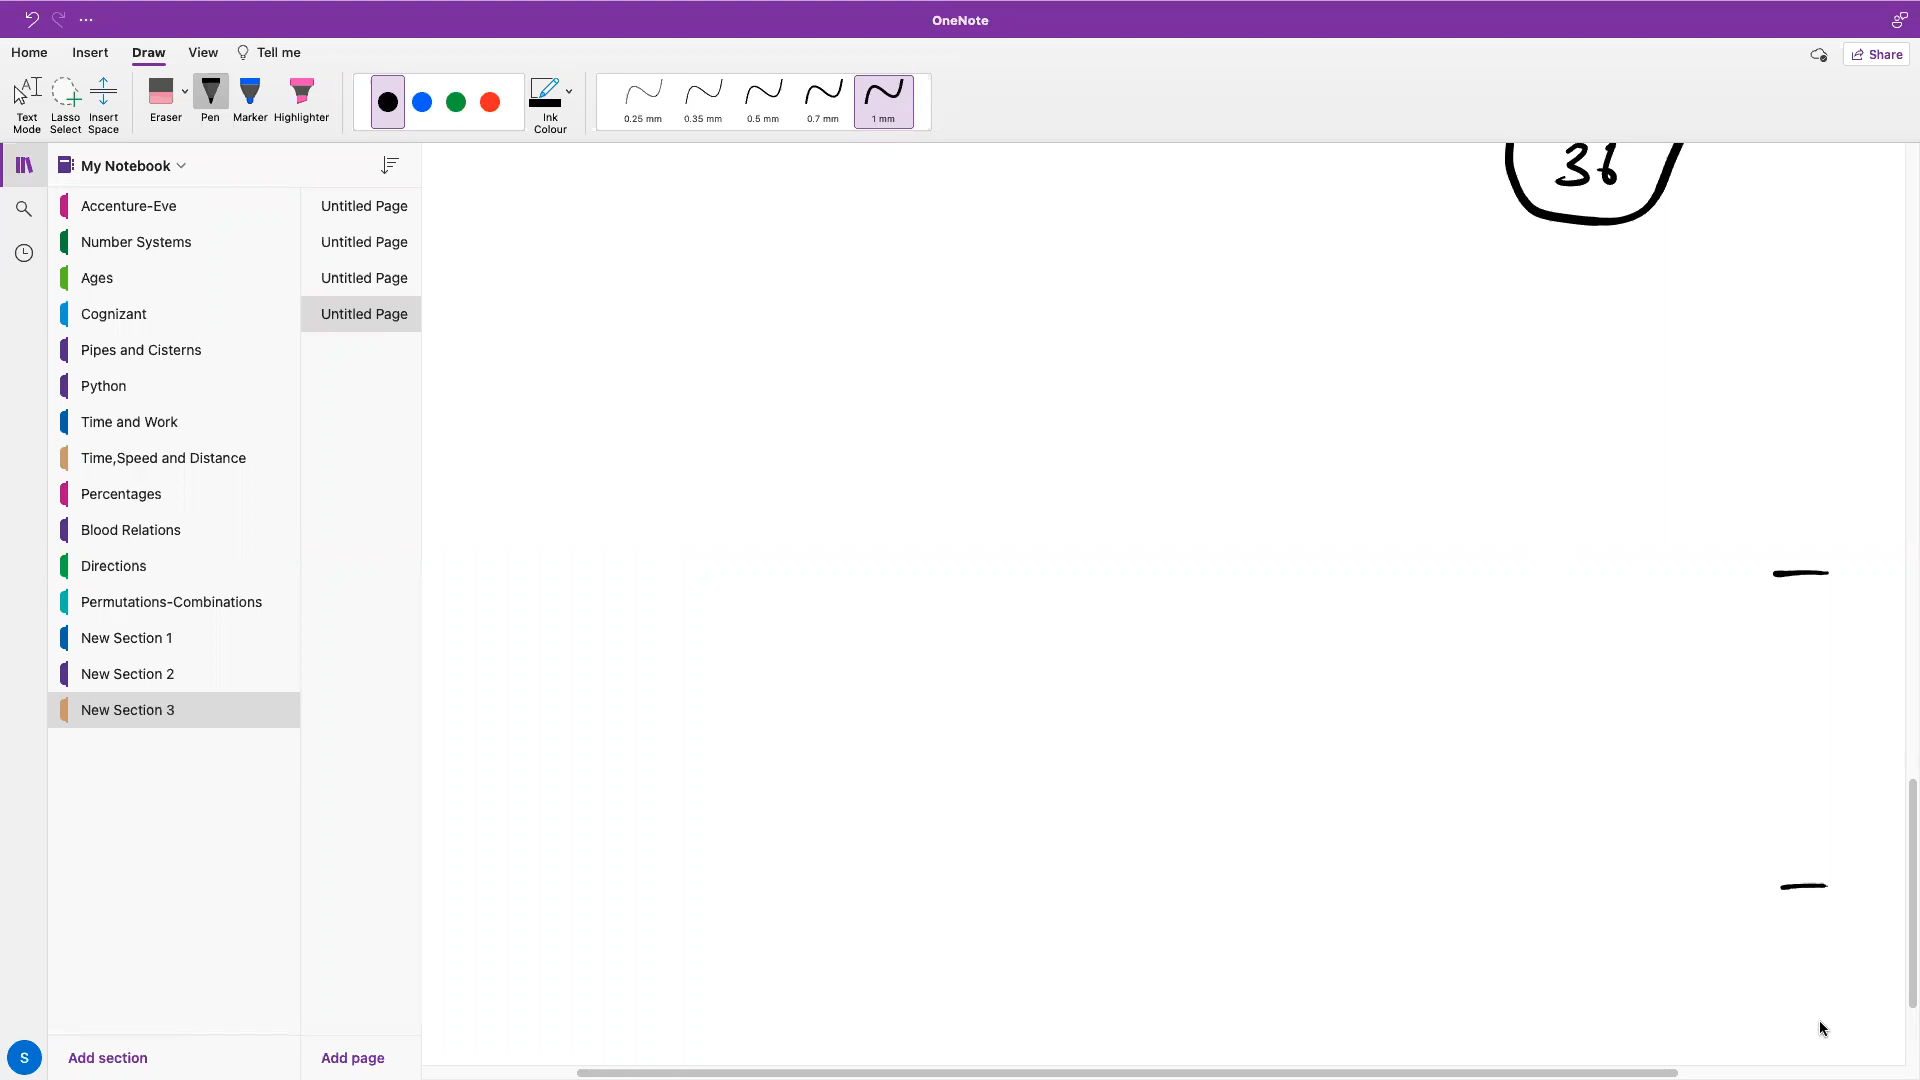 OneNote
Home Insert Draw View Tell me
Share
Text Mode
Lasso Select
Insert Space
Eraser
Pen
Marker
Highlighter
Ink Colour
0.25 mm
0.35 mm
0.5 mm
0.7 mm
1 mm
My Notebook
Accenture-Eve
Number Systems
Ages
Cognizant
Pipes and Cisterns
Python
Time and Work
Time,Speed and Distance
Percentages
Blood Relations
Directions
Permutations-Combinations
New Section 1
New Section 2
New Section 3
Untitled Page
Untitled Page
Untitled Page
Untitled Page
36
S
Add section
Add page